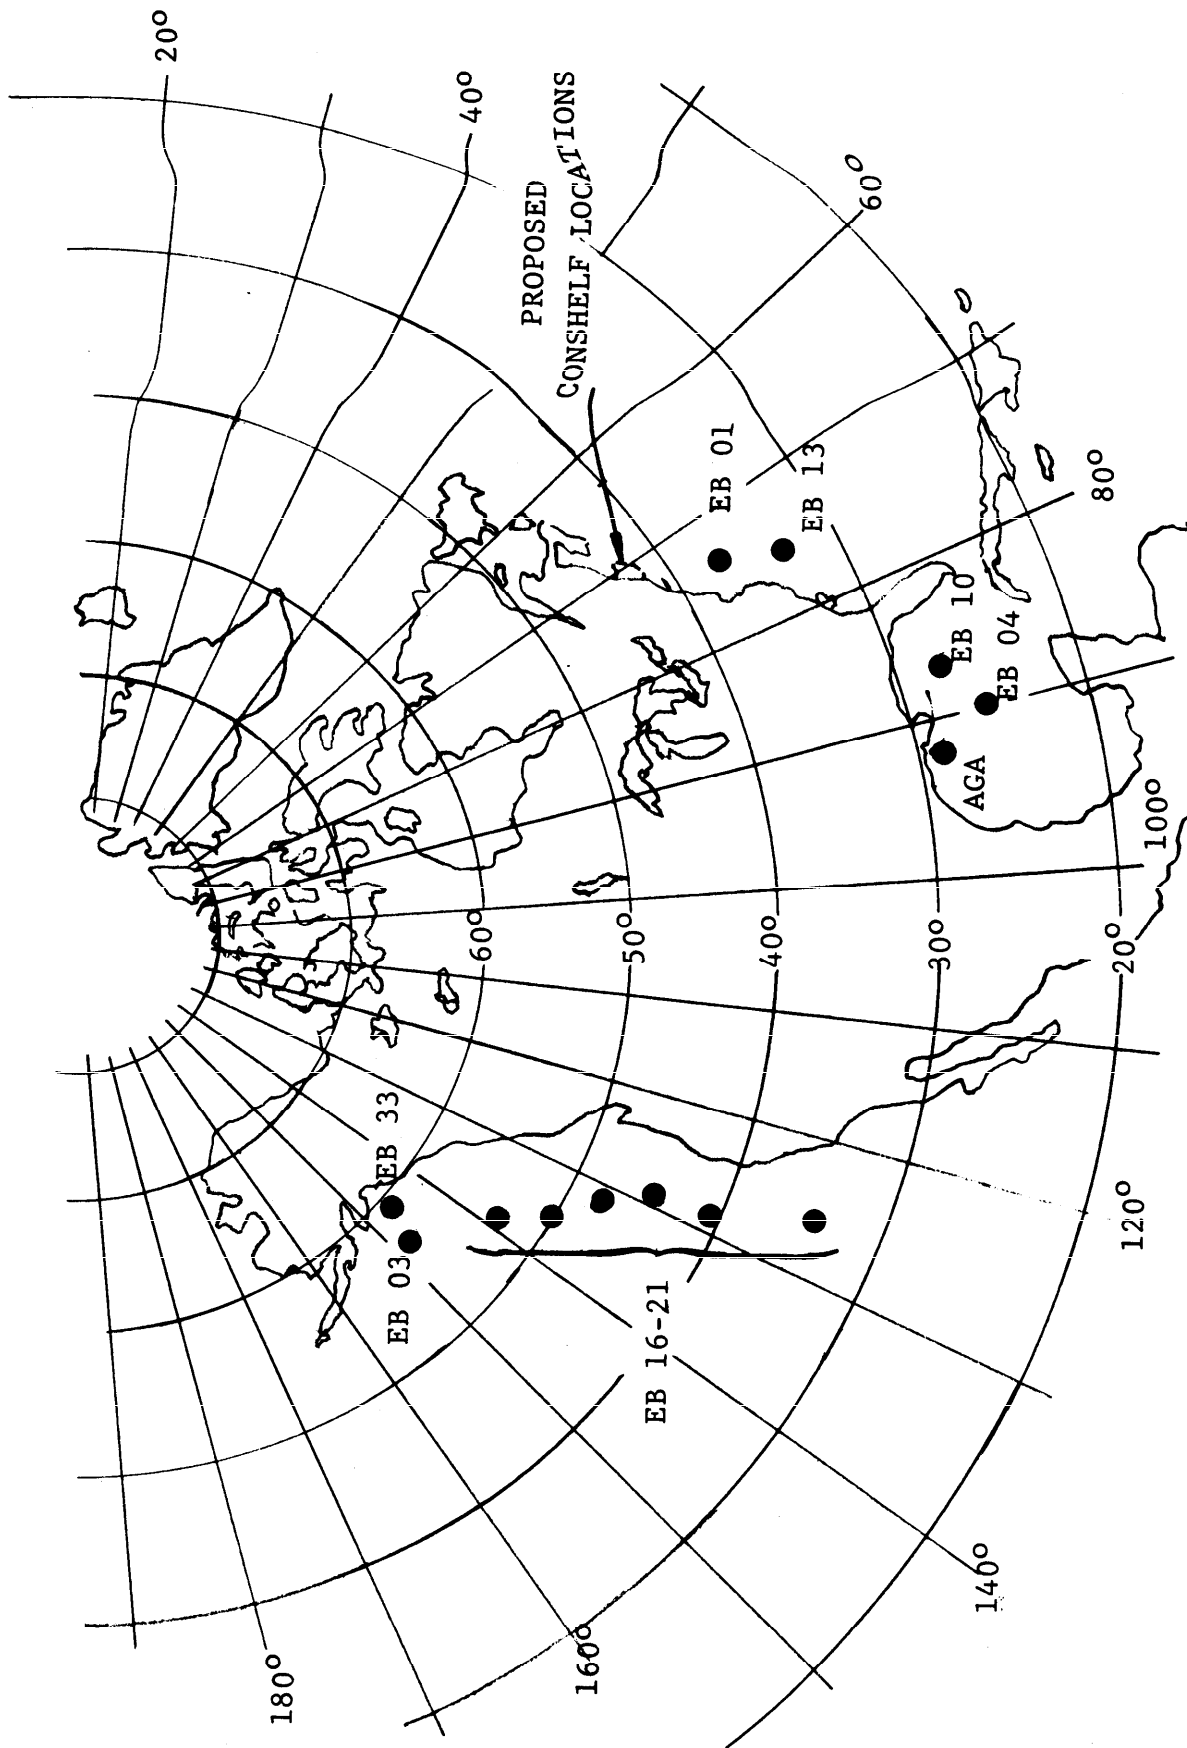 20°
40°
PROPOSED
CONSHELF LOCATIONS
60°
EB 01
EB 13
80°
EB 10
EB 04
AGA
100°
60°
50°
40°
30°
20°
EB 33
EB 03
EB 16-21
120°
140°
160°
180°